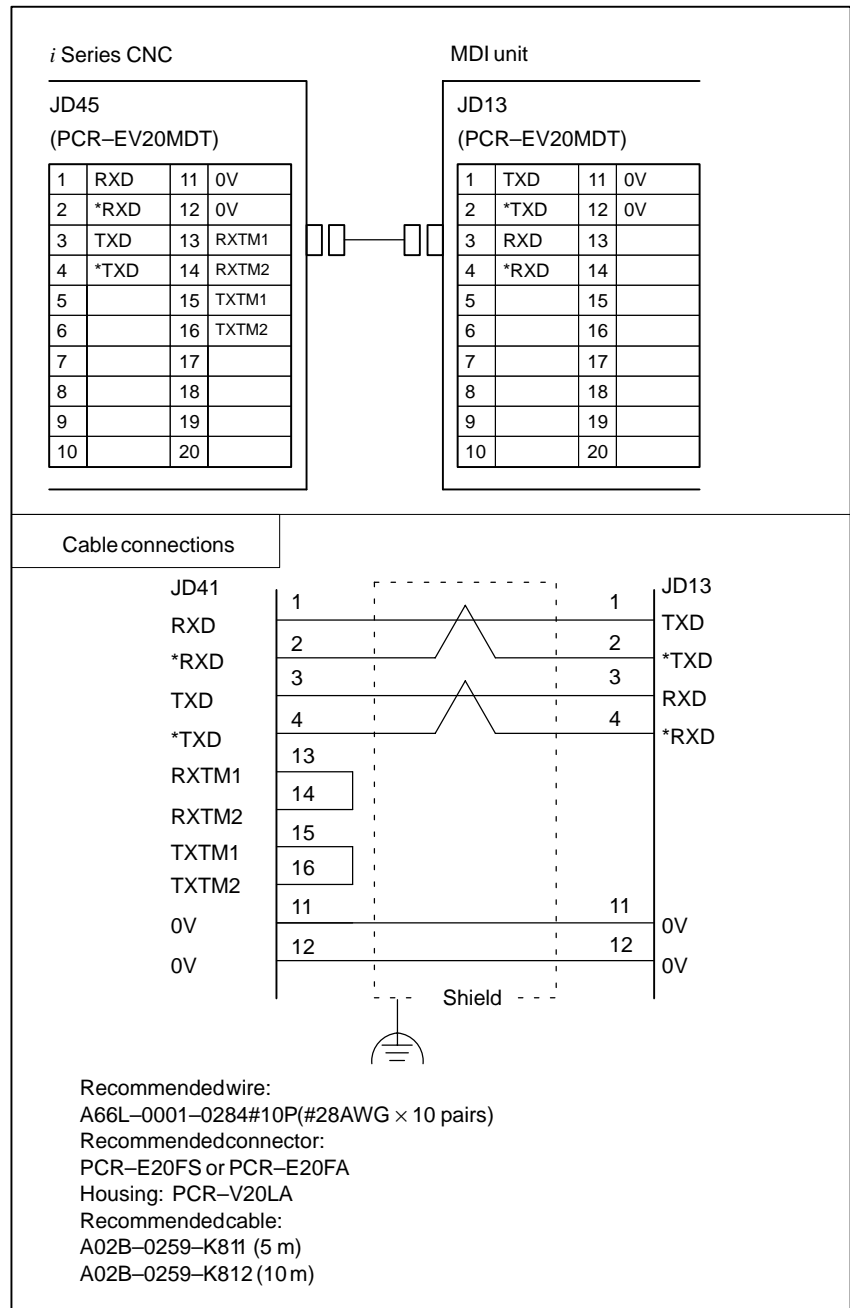 i Series CNC
MDI unit
JD45
(PCR–EV20MDT)
1 RXD 11 0V
2 *RXD 12 0V
3 TXD 13 RXTM1
4 *TXD 14 RXTM2
5 15 TXTM1
6 16 TXTM2
7 17
8 18
9 19
10 20
JD13
(PCR–EV20MDT)
1 TXD 11 0V
2 *TXD 12 0V
3 RXD 13
4 *RXD 14
5 15
6 16
7 17
8 18
9 19
10 20
Cable connections
JD41 JD13
RXD 1 1 TXD
*RXD 2 2 *TXD
TXD 3 3 RXD
*TXD 4 4 *RXD
RXTM1 13
RXTM2 14
TXTM1 15
TXTM2 16
0V 11 11 0V
0V 12 12 0V
Shield
Recommended wire:
A66L–0001–0284#10P(#28AWG × 10 pairs)
Recommended connector:
PCR–E20FS or PCR–E20FA
Housing: PCR–V20LA
Recommended cable:
A02B–0259–K811 (5 m)
A02B–0259–K812 (10 m)